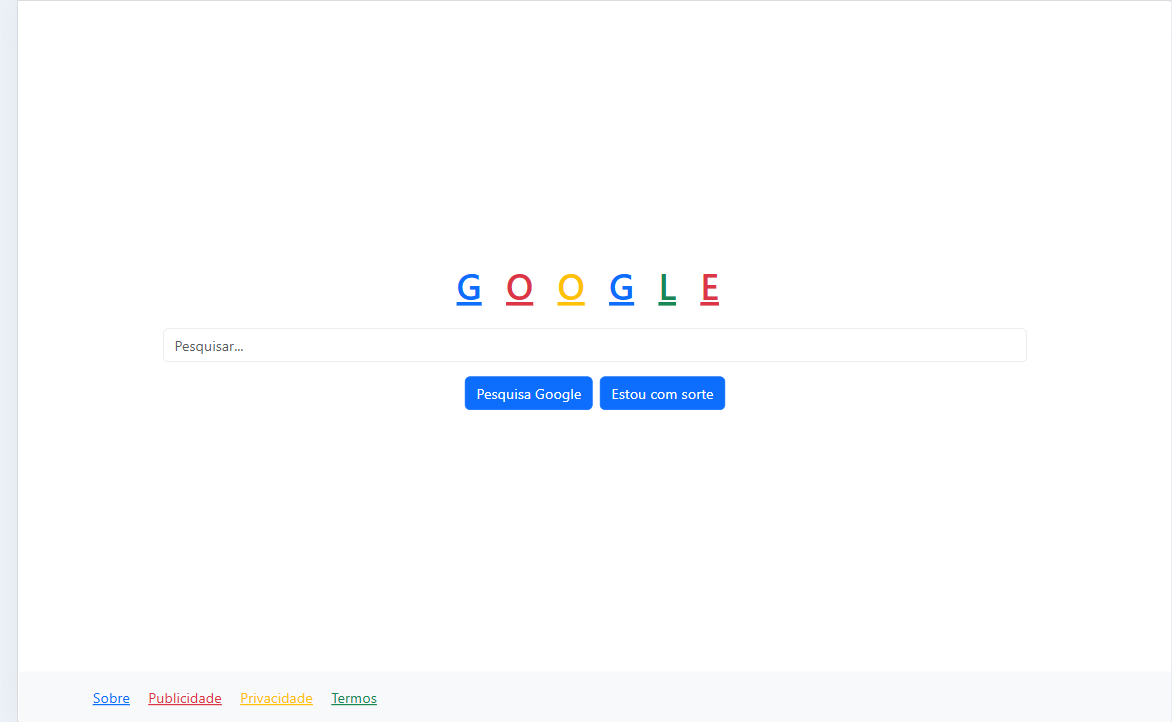 G O O G L E
Pesquisar...
Pesquisa Google Estou com sorte
Sobre Publicidade Privacidade Termos